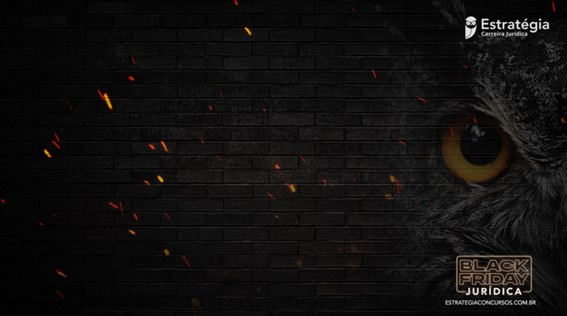 Estratégia
Carreira Jurídica
BLACK
FRIDAY
JURÍDICA
ESTRATEGIACONCURSOS.COM.BR